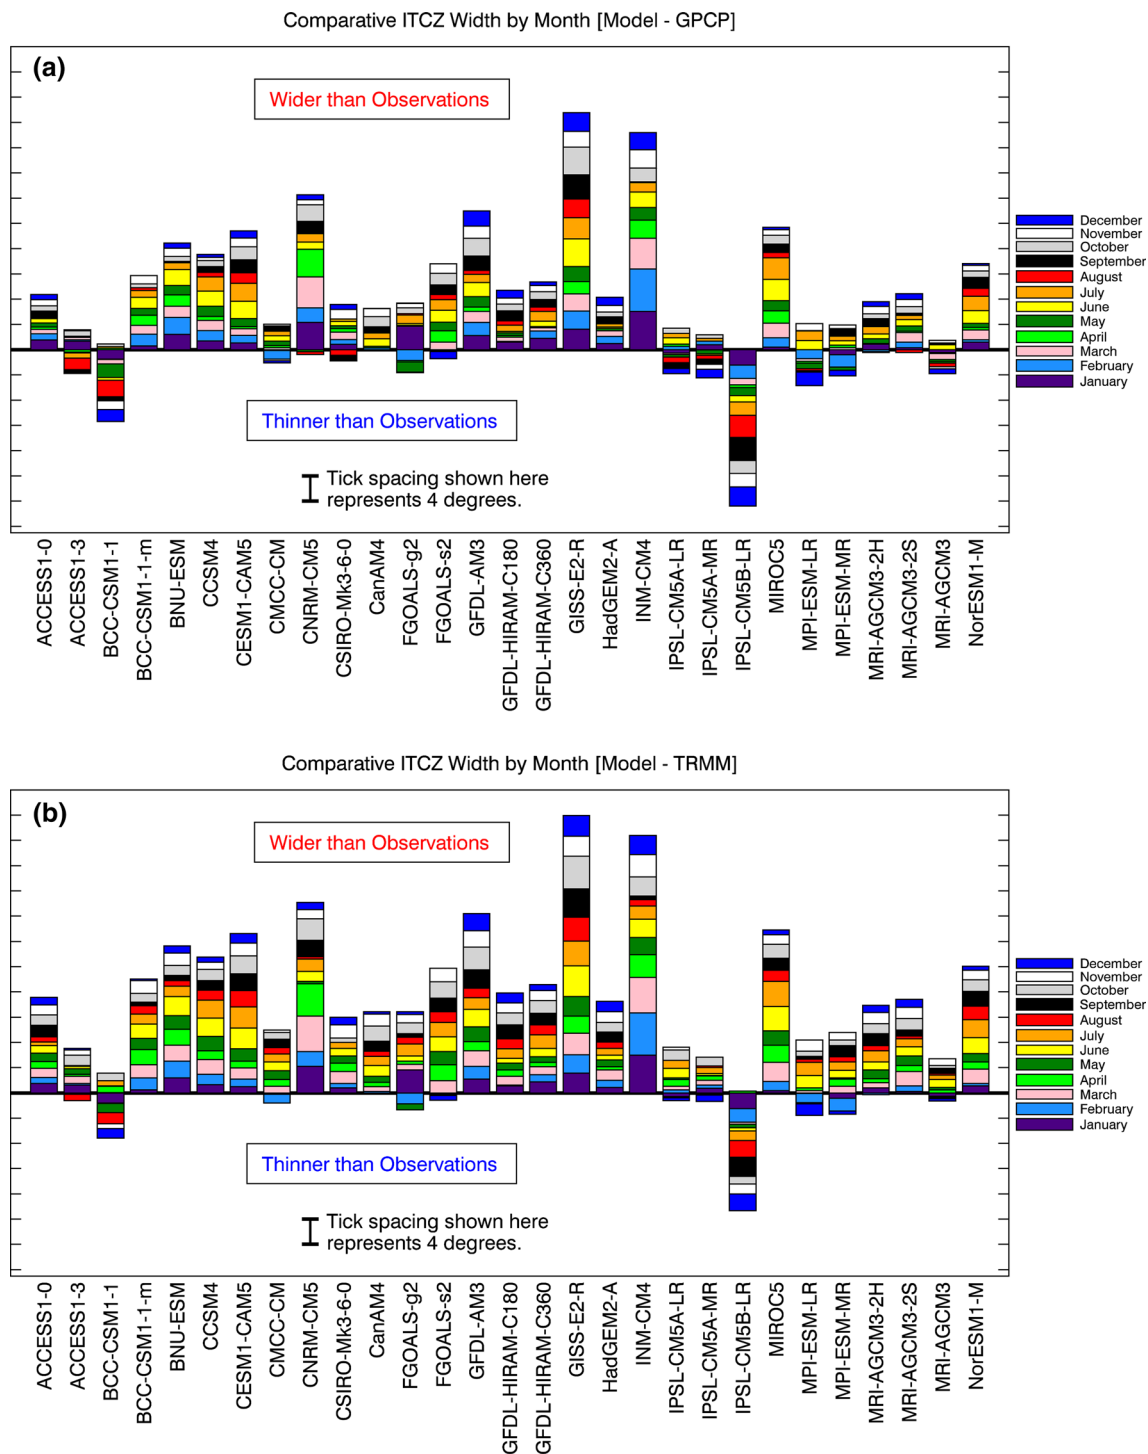 Comparative ITCZ Width by Month [Model - GPCP]
(a)
Wider than Observations
Thinner than Observations
Tick spacing shown here
represents 4 degrees.
December
November
October
September
August
July
June
May
April
March
February
January
ACCESS1-0
ACCESS1-3
BCC-CSM1-1
BCC-CSM1-1-m
BNU-ESM
CCSM4
CESM1-CAM5
CMCC-CM
CNRM-CM5
CSIRO-Mk3-6-0
CanAM4
FGOALS-g2
FGOALS-s2
GFDL-AM3
GFDL-HIRAM-C180
GFDL-HIRAM-C360
GISS-E2-R
HadGEM2-A
INM-CM4
IPSL-CM5A-LR
IPSL-CM5A-MR
IPSL-CM5B-LR
MIROC5
MPI-ESM-LR
MPI-ESM-MR
MRI-AGCM3-2H
MRI-AGCM3-2S
MRI-AGCM3
NorESM1-M
Comparative ITCZ Width by Month [Model - TRMM]
(b)
Wider than Observations
Thinner than Observations
Tick spacing shown here
represents 4 degrees.
December
November
October
September
August
July
June
May
April
March
February
January
ACCESS1-0
ACCESS1-3
BCC-CSM1-1
BCC-CSM1-1-m
BNU-ESM
CCSM4
CESM1-CAM5
CMCC-CM
CNRM-CM5
CSIRO-Mk3-6-0
CanAM4
FGOALS-g2
FGOALS-s2
GFDL-AM3
GFDL-HIRAM-C180
GFDL-HIRAM-C360
GISS-E2-R
HadGEM2-A
INM-CM4
IPSL-CM5A-LR
IPSL-CM5A-MR
IPSL-CM5B-LR
MIROC5
MPI-ESM-LR
MPI-ESM-MR
MRI-AGCM3-2H
MRI-AGCM3-2S
MRI-AGCM3
NorESM1-M